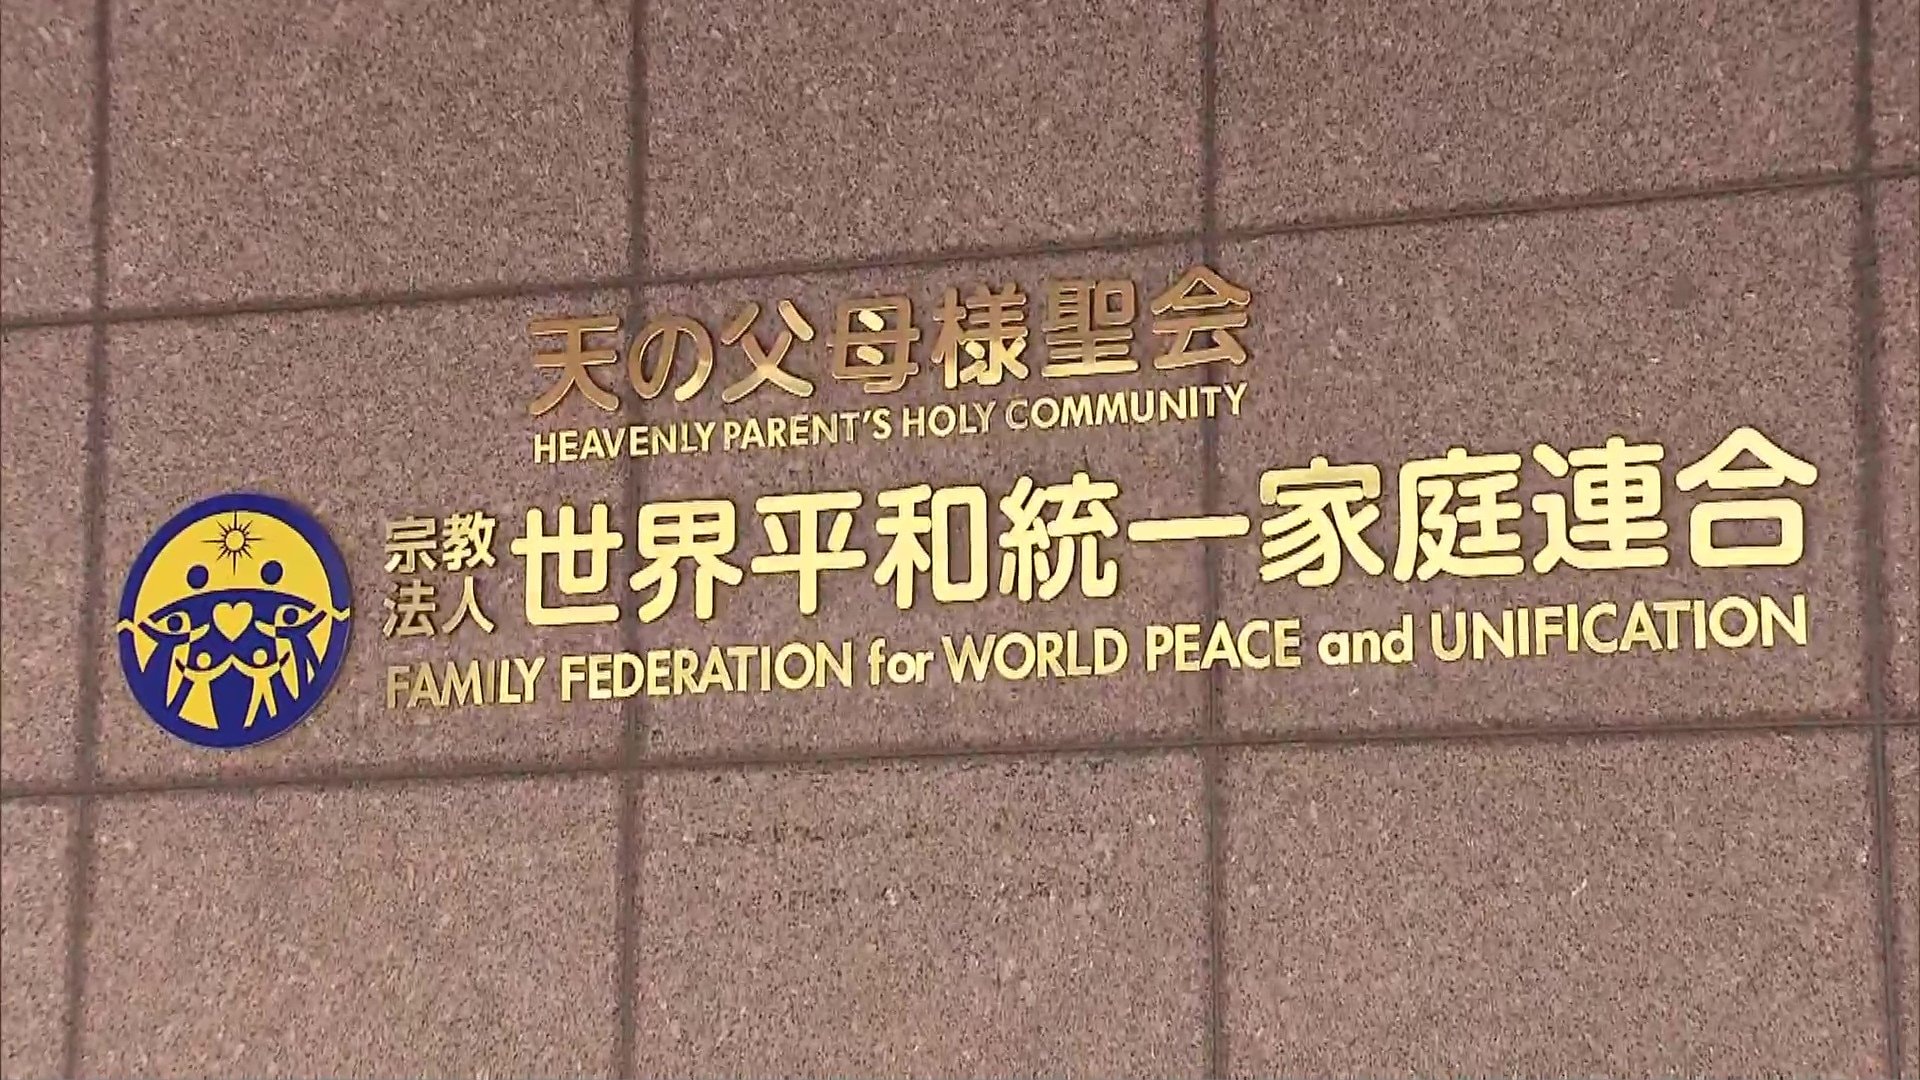 天の父母様聖会
HEAVENLY PARENT'S HOLY COMMUNITY
宗教法人 世界平和統一家庭連合
FAMILY FEDERATION for WORLD PEACE and UNIFICATION